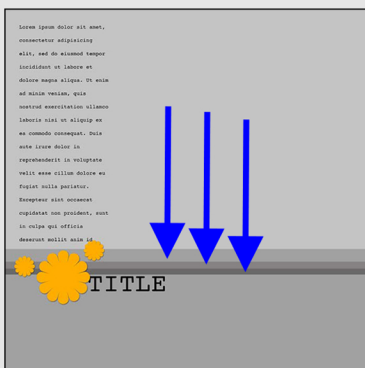 Lorem ipsum dolor sit amet,
consectetur adipisicing
elit, sed do eiusmod tempor
incididunt ut labore et
dolore magna aliqua. Ut enim
ad minim veniam, quis
nostrud exercitation ullamco
laboris nisi ut aliquip ex
ea commodo consequat. Duis
aute irure dolor in
reprehenderit in voluptate
velit esse cillum dolore eu
fugiat nulla pariatur.
Excepteur sint occaecat
cupidatat non proident, sunt
in culpa qui officia
deserunt mollit anim id
TITLE